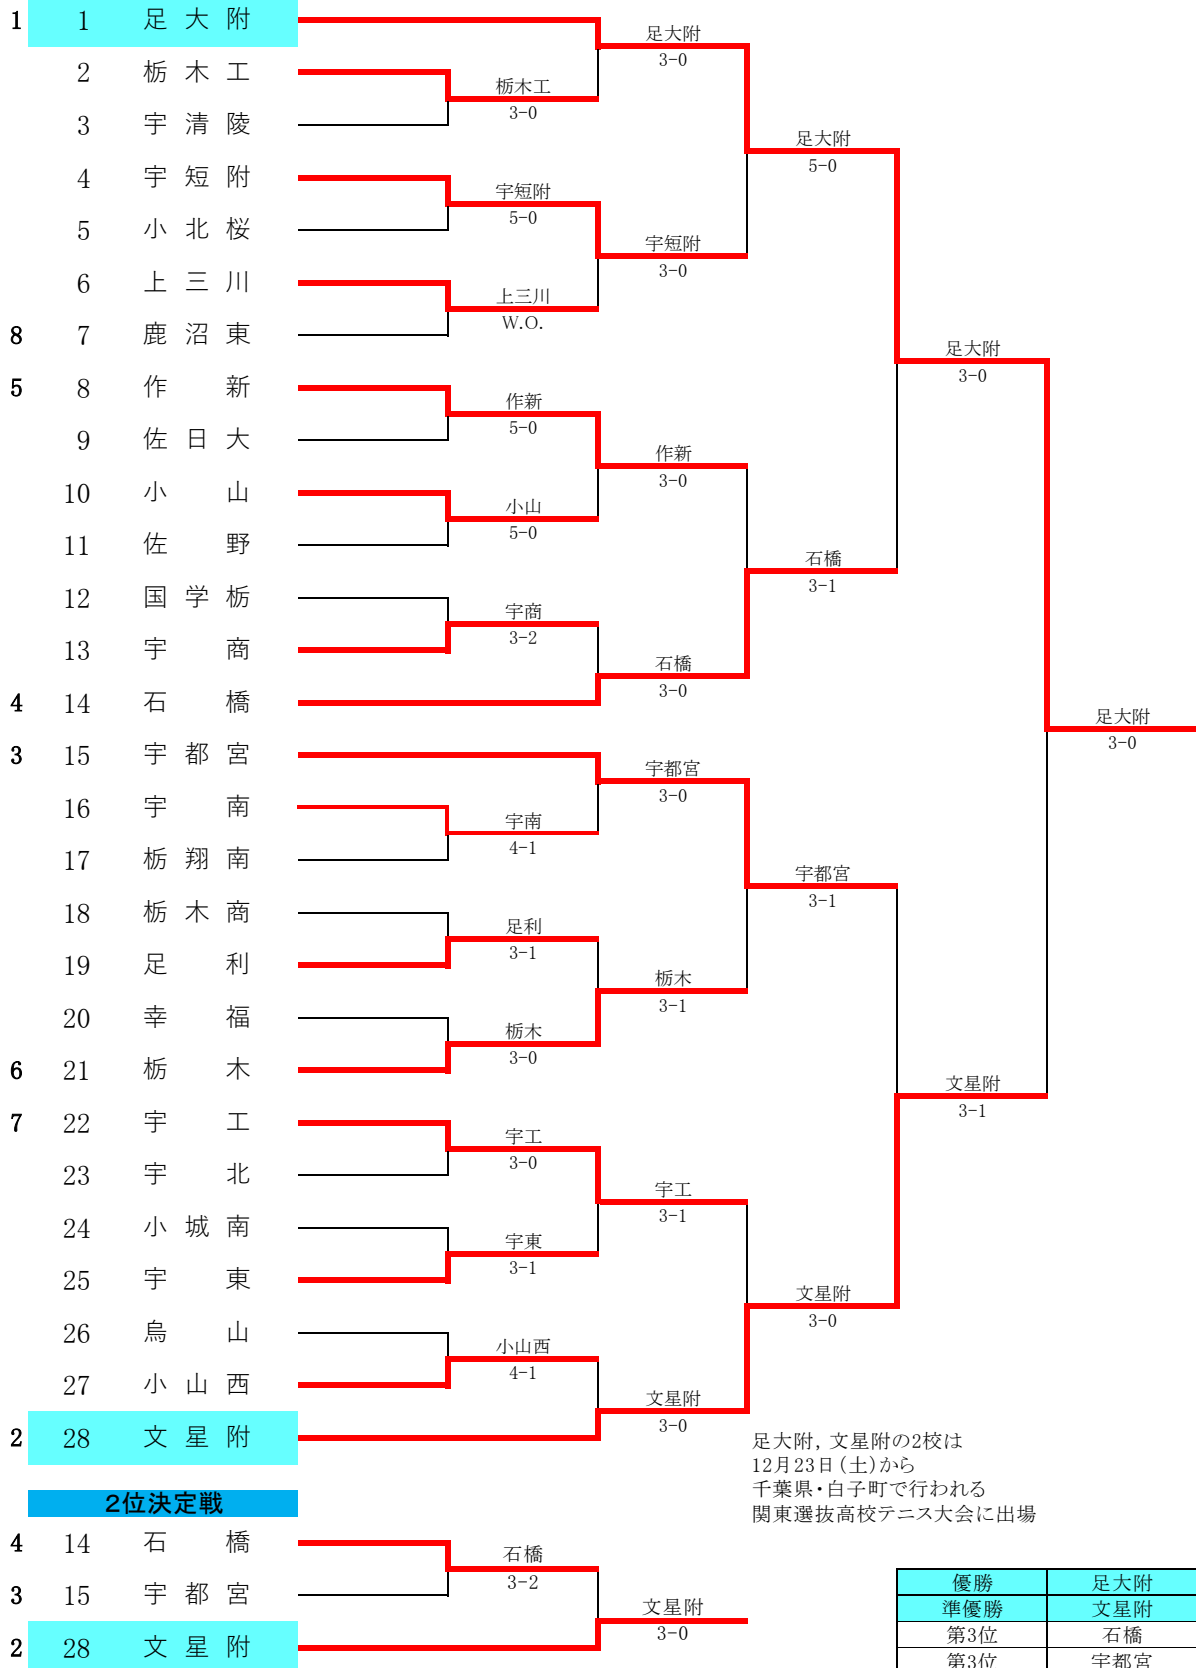 1 1 足大附
2 栃木工
3 宇清陵
4 宇短附
5 小北桜
6 上三川
8 7 鹿沼東
5 8 作新
9 佐日大
10 小山
11 佐野
12 国学栃
13 宇商
4 14 石橋
3 15 宇都宮
16 宇南
17 栃翔南
18 栃木商
19 足利
20 幸福
6 21 栃木
7 22 宇工
23 宇北
24 小城南
25 宇東
26 烏山
27 小山西
2 28 文星附
栃木工
3-0
宇短附
5-0
上三川
W.O.
作新
5-0
小山
5-0
宇商
3-2
宇南
4-1
足利
3-1
栃木
3-0
宇工
3-0
宇東
3-1
小山西
4-1
足大附
3-0
宇短附
3-0
作新
3-0
石橋
3-0
宇都宮
3-0
栃木
3-1
宇工
3-1
文星附
3-0
足大附
5-0
石橋
3-1
宇都宮
3-1
文星附
3-0
足大附
3-0
文星附
3-1
足大附
3-0
足大附, 文星附の2校は
12月23日(土)から
千葉県・白子町で行われる
関東選抜高校テニス大会に出場
2位決定戦
4 14 石橋
3 15 宇都宮
2 28 文星附
石橋
3-2
文星附
3-0
優勝 足大附
準優勝 文星附
第3位 石橋
第3位 宇都宮